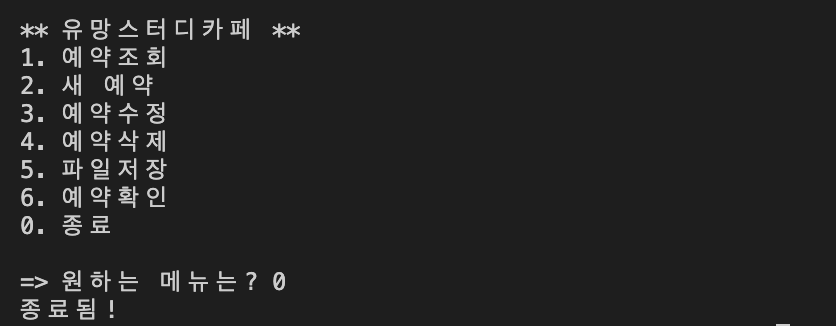 ** 유망스터디카페 **
1. 예약조회
2. 새 예약
3. 예약수정
4. 예약삭제
5. 파일저장
6. 예약확인
0. 종료
=> 원하는 메뉴는? 0
종료됨!